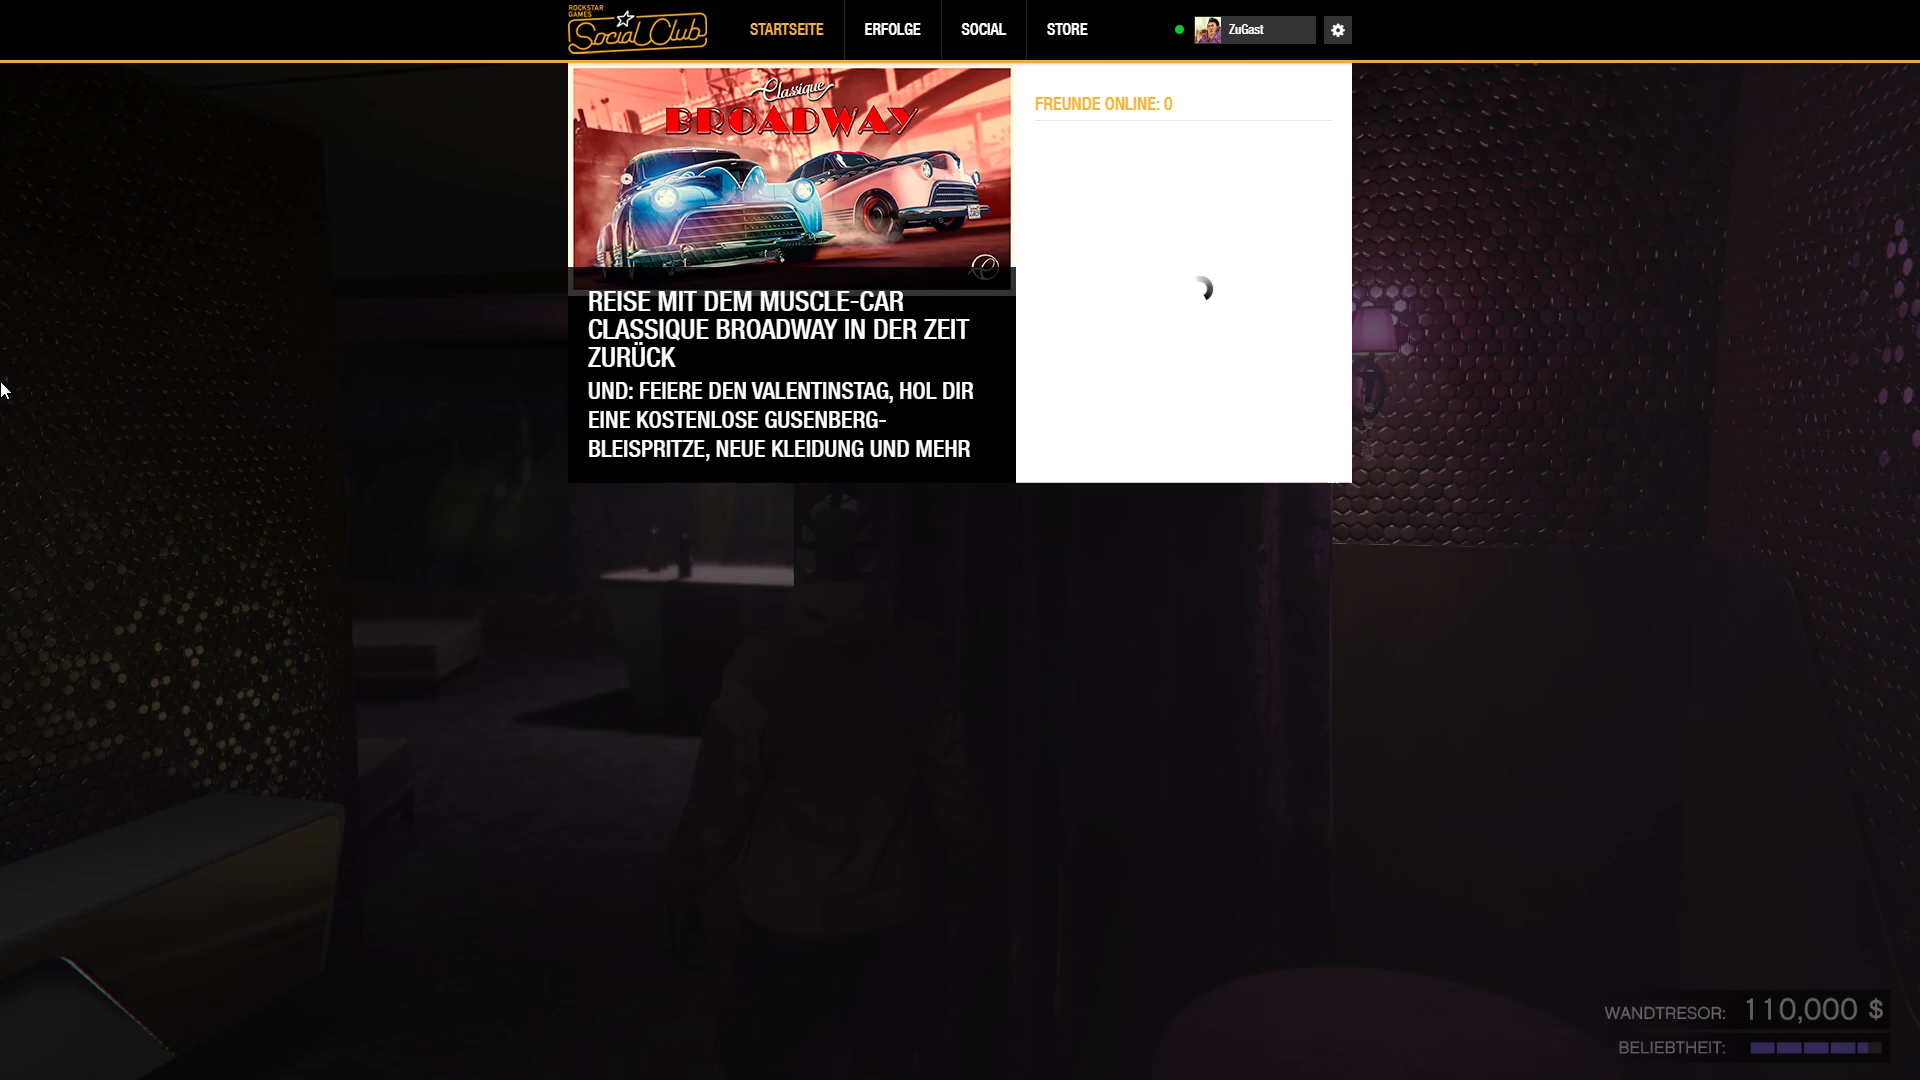 ROCKSTAR
GAMES
Social Club
STARTSEITE
ERFOLGE
SOCIAL
STORE
ZuGast
Classique
BROADWAY
REISE MIT DEM MUSCLE-CAR
CLASSIQUE BROADWAY IN DER ZEIT
ZURÜCK
UND: FEIERE DEN VALENTINSTAG, HOL DIR
EINE KOSTENLOSE GUSENBERG-
BLEISPRITZE, NEUE KLEIDUNG UND MEHR
FREUNDE ONLINE: 0
WANDTRESOR: 110,000 $
BELIEBTHEIT: